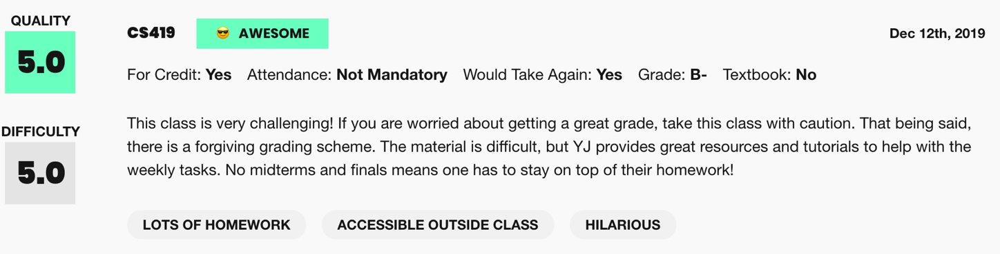 QUALITY
5.0
DIFFICULTY
5.0
CS419 😎 AWESOME Dec 12th, 2019
For Credit: Yes Attendance: Not Mandatory Would Take Again: Yes Grade: B- Textbook: No
This class is very challenging! If you are worried about getting a great grade, take this class with caution. That being said,
there is a forgiving grading scheme. The material is difficult, but YJ provides great resources and tutorials to help with the
weekly tasks. No midterms and finals means one has to stay on top of their homework!
LOTS OF HOMEWORK ACCESSIBLE OUTSIDE CLASS HILARIOUS